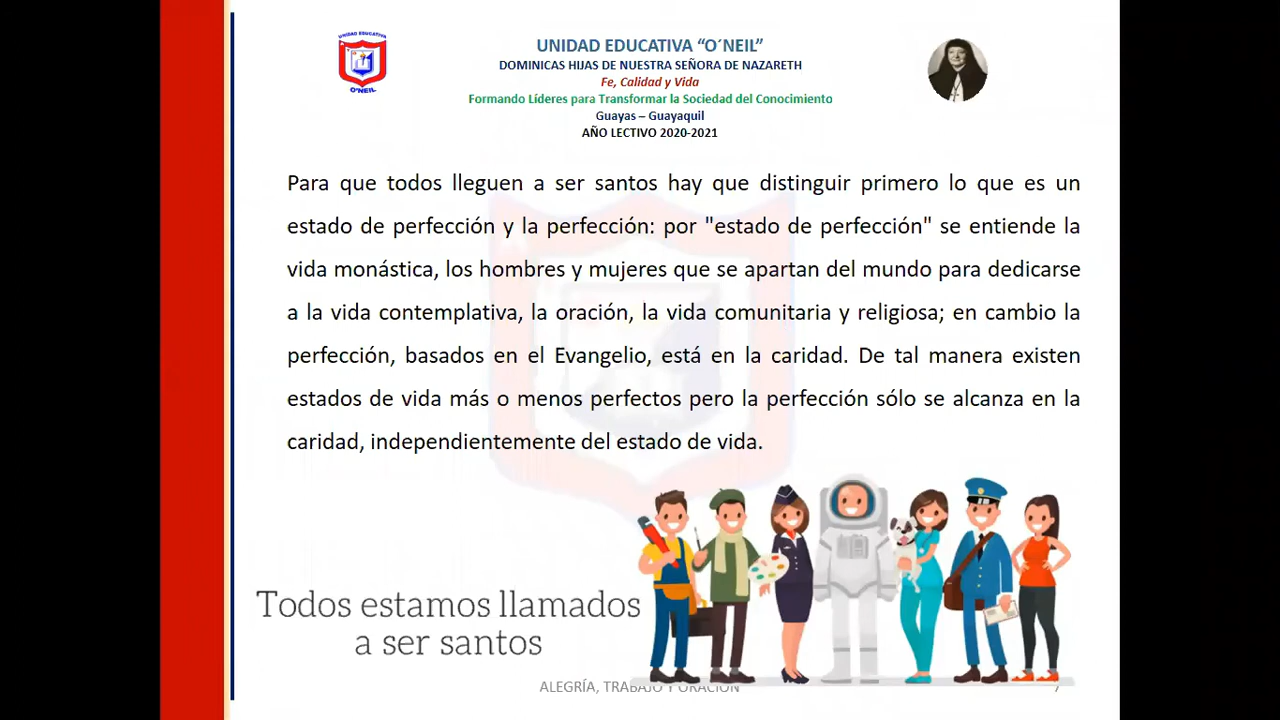 UNIDAD EDUCATIVA
O'NEIL
UNIDAD EDUCATIVA “O´NEIL”
DOMINICAS HIJAS DE NUESTRA SEÑORA DE NAZARETH
Fe, Calidad y Vida
Formando Líderes para Transformar la Sociedad del Conocimiento
Guayas – Guayaquil
AÑO LECTIVO 2020-2021
Para que todos lleguen a ser santos hay que distinguir primero lo que es un
estado de perfección y la perfección: por "estado de perfección" se entiende la
vida monástica, los hombres y mujeres que se apartan del mundo para dedicarse
a la vida contemplativa, la oración, la vida comunitaria y religiosa; en cambio la
perfección, basados en el Evangelio, está en la caridad. De tal manera existen
estados de vida más o menos perfectos pero la perfección sólo se alcanza en la
caridad, independientemente del estado de vida.
Todos estamos llamados
a ser santos
ALEGRÍA, TRABAJO Y ORACIÓN
7